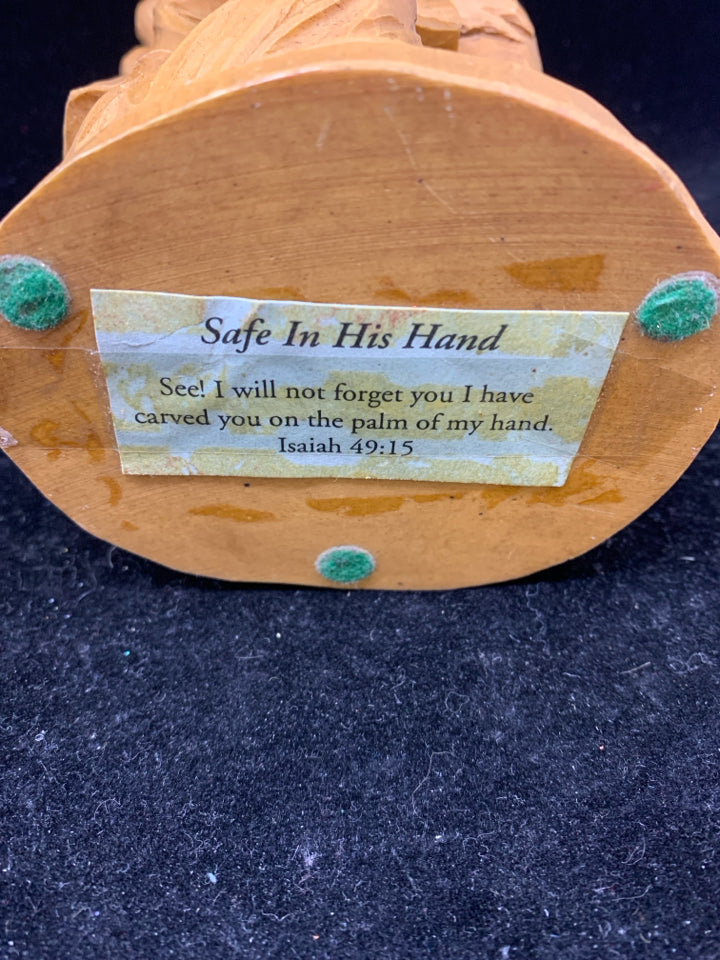 Safe In His Hand
See! I will not forget you I have
carved you on the palm of my hand.
Isaiah 49:15